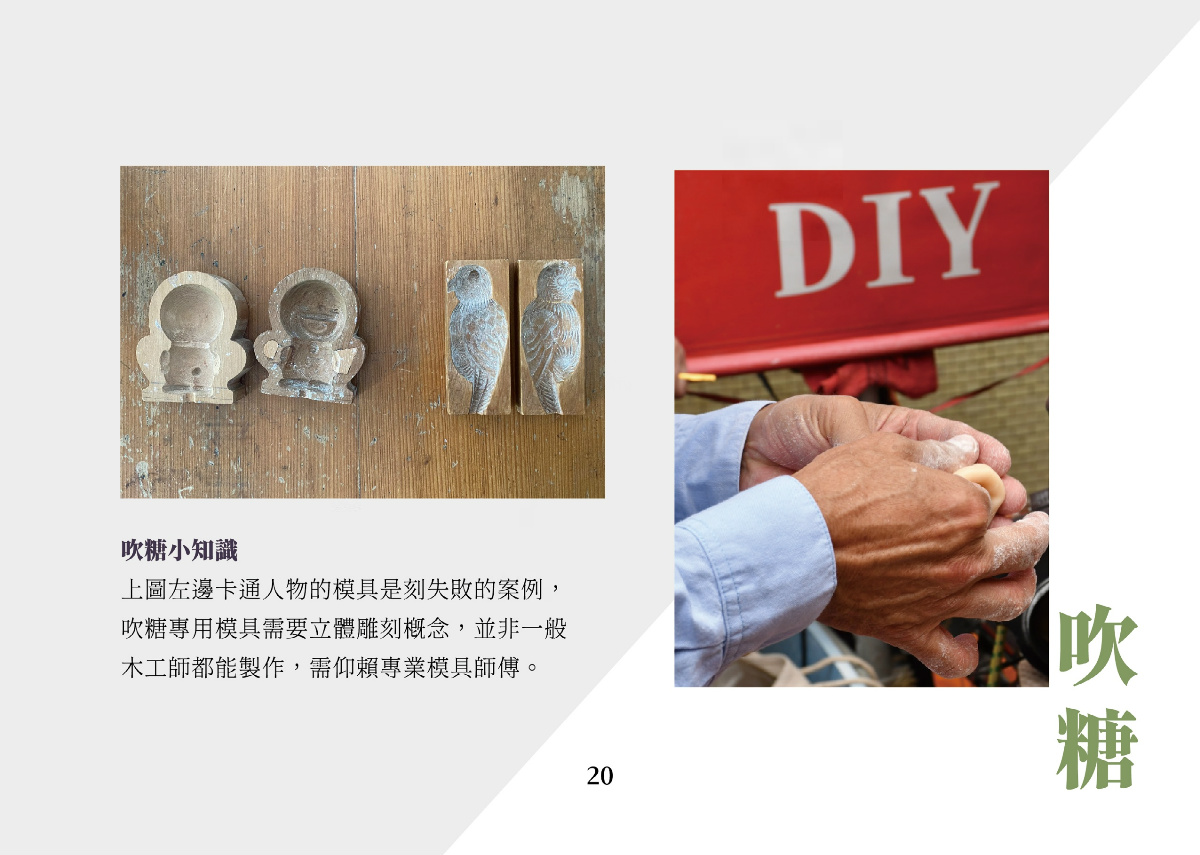 DIY
吹糖小知識
上圖左邊卡通人物的模具是刻失敗的案例，
吹糖專用模具需要立體雕刻概念，並非一般
木工師都能製作，需仰賴專業模具師傅。
吹糖
20